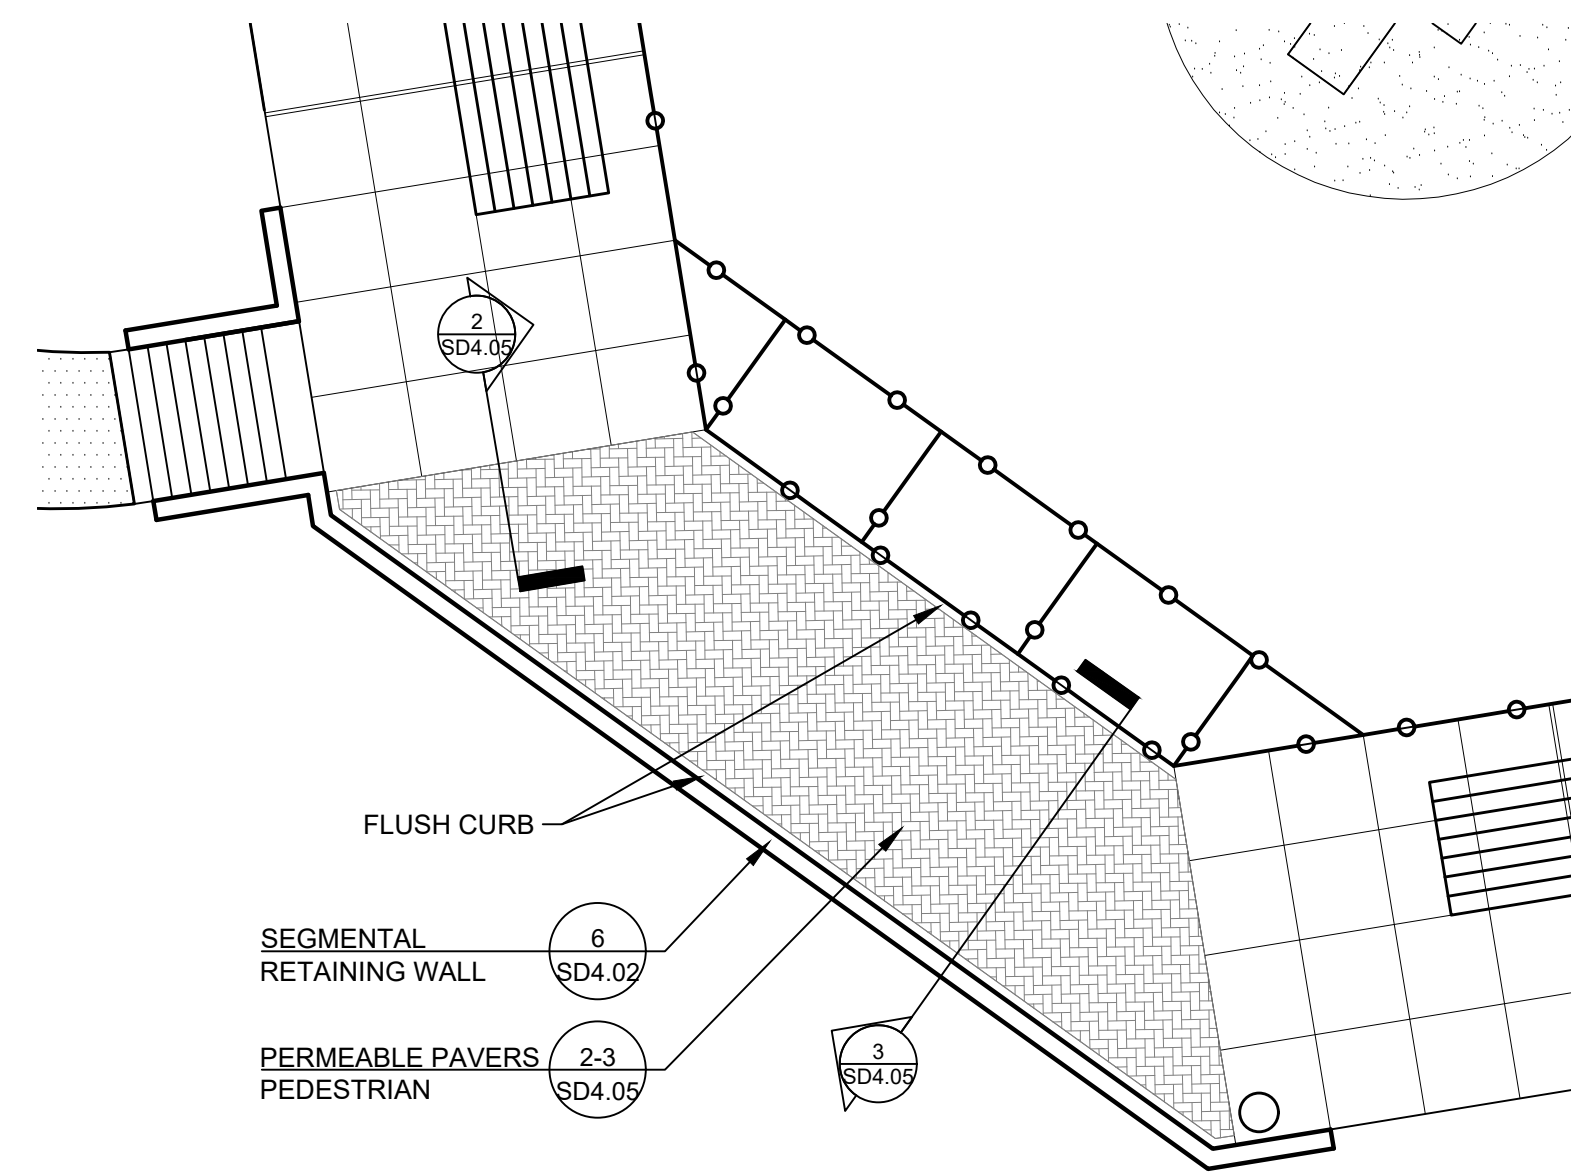 2
SD4.05
FLUSH CURB
SEGMENTAL
RETAINING WALL
6
SD4.02
PERMEABLE PAVERS
PEDESTRIAN
2-3
SD4.05
3
SD4.05